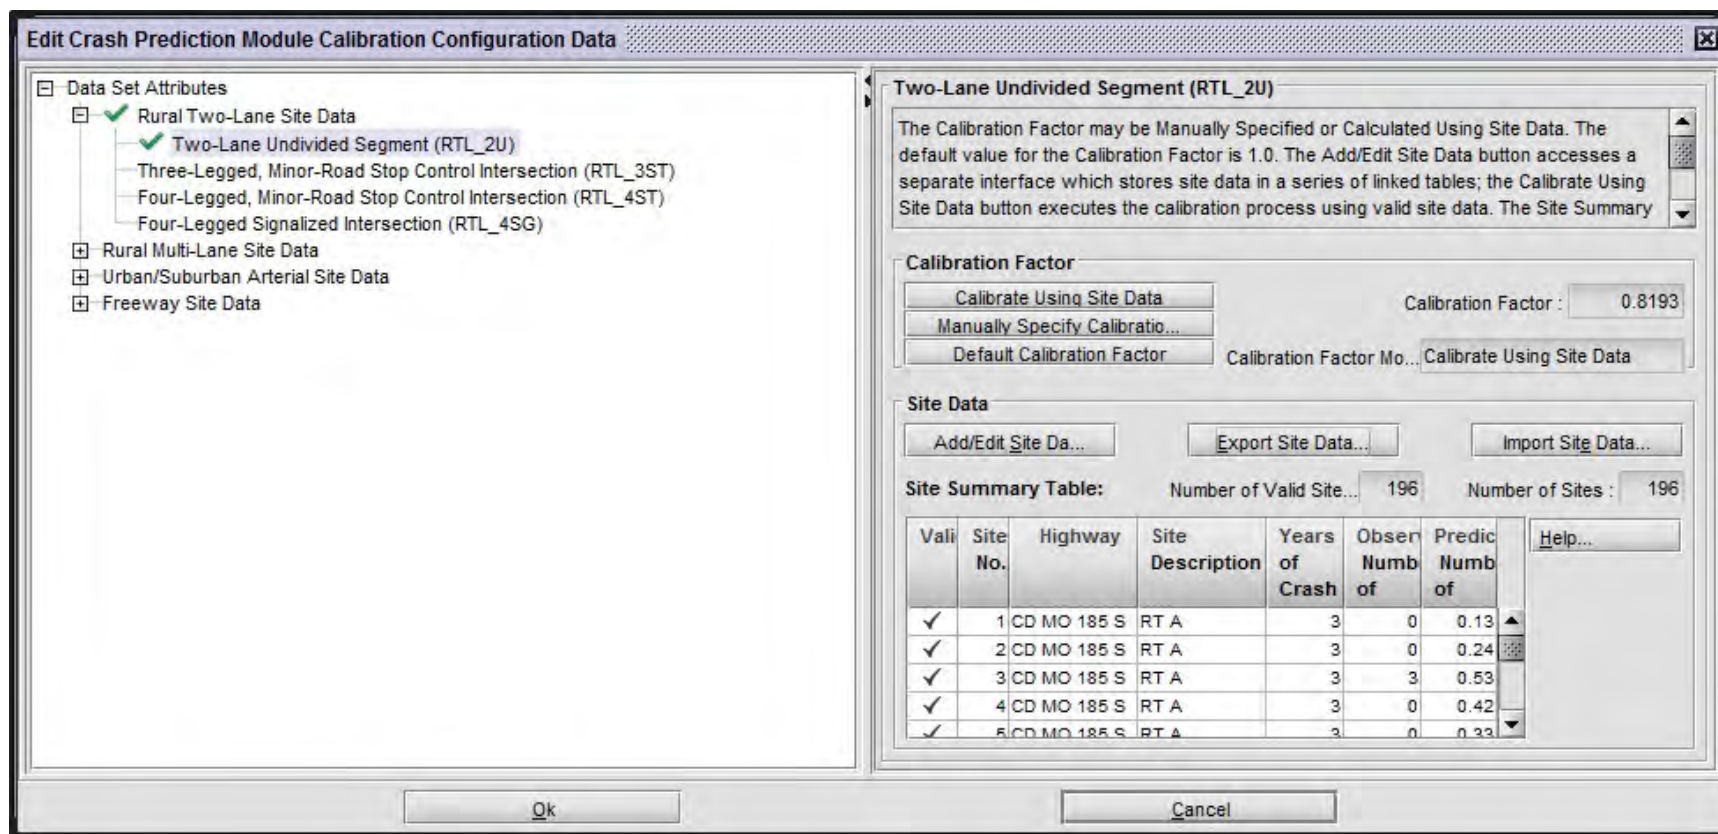 Edit Crash Prediction Module Calibration Configuration Data
Data Set Attributes
Rural Two-Lane Site Data
Two-Lane Undivided Segment (RTL_2U)
Three-Legged, Minor-Road Stop Control Intersection (RTL_3ST)
Four-Legged, Minor-Road Stop Control Intersection (RTL_4ST)
Four-Legged Signalized Intersection (RTL_4SG)
Rural Multi-Lane Site Data
Urban/Suburban Arterial Site Data
Freeway Site Data
Two-Lane Undivided Segment (RTL_2U)
The Calibration Factor may be Manually Specified or Calculated Using Site Data. The
default value for the Calibration Factor is 1.0. The Add/Edit Site Data button accesses a
separate interface which stores site data in a series of linked tables; the Calibrate Using
Site Data button executes the calibration process using valid site data. The Site Summary
Calibration Factor
Calibrate Using Site Data
Calibration Factor : 0.8193
Manually Specify Calibratio...
Default Calibration Factor
Calibration Factor Mo... Calibrate Using Site Data
Site Data
Add/Edit Site Da... Export Site Data... Import Site Data...
Site Summary Table: Number of Valid Site... 196 Number of Sites : 196
Vali Site Highway Site Years Obser Predic
No. Description of Numb Numb
Crash of of
Help...
1 CD MO 185 S RT A 3 0 0.13
2 CD MO 185 S RT A 3 0 0.24
3 CD MO 185 S RT A 3 3 0.53
4 CD MO 185 S RT A 3 0 0.42
5 CD MO 185 S RT A 3 0 0.33
Ok Cancel